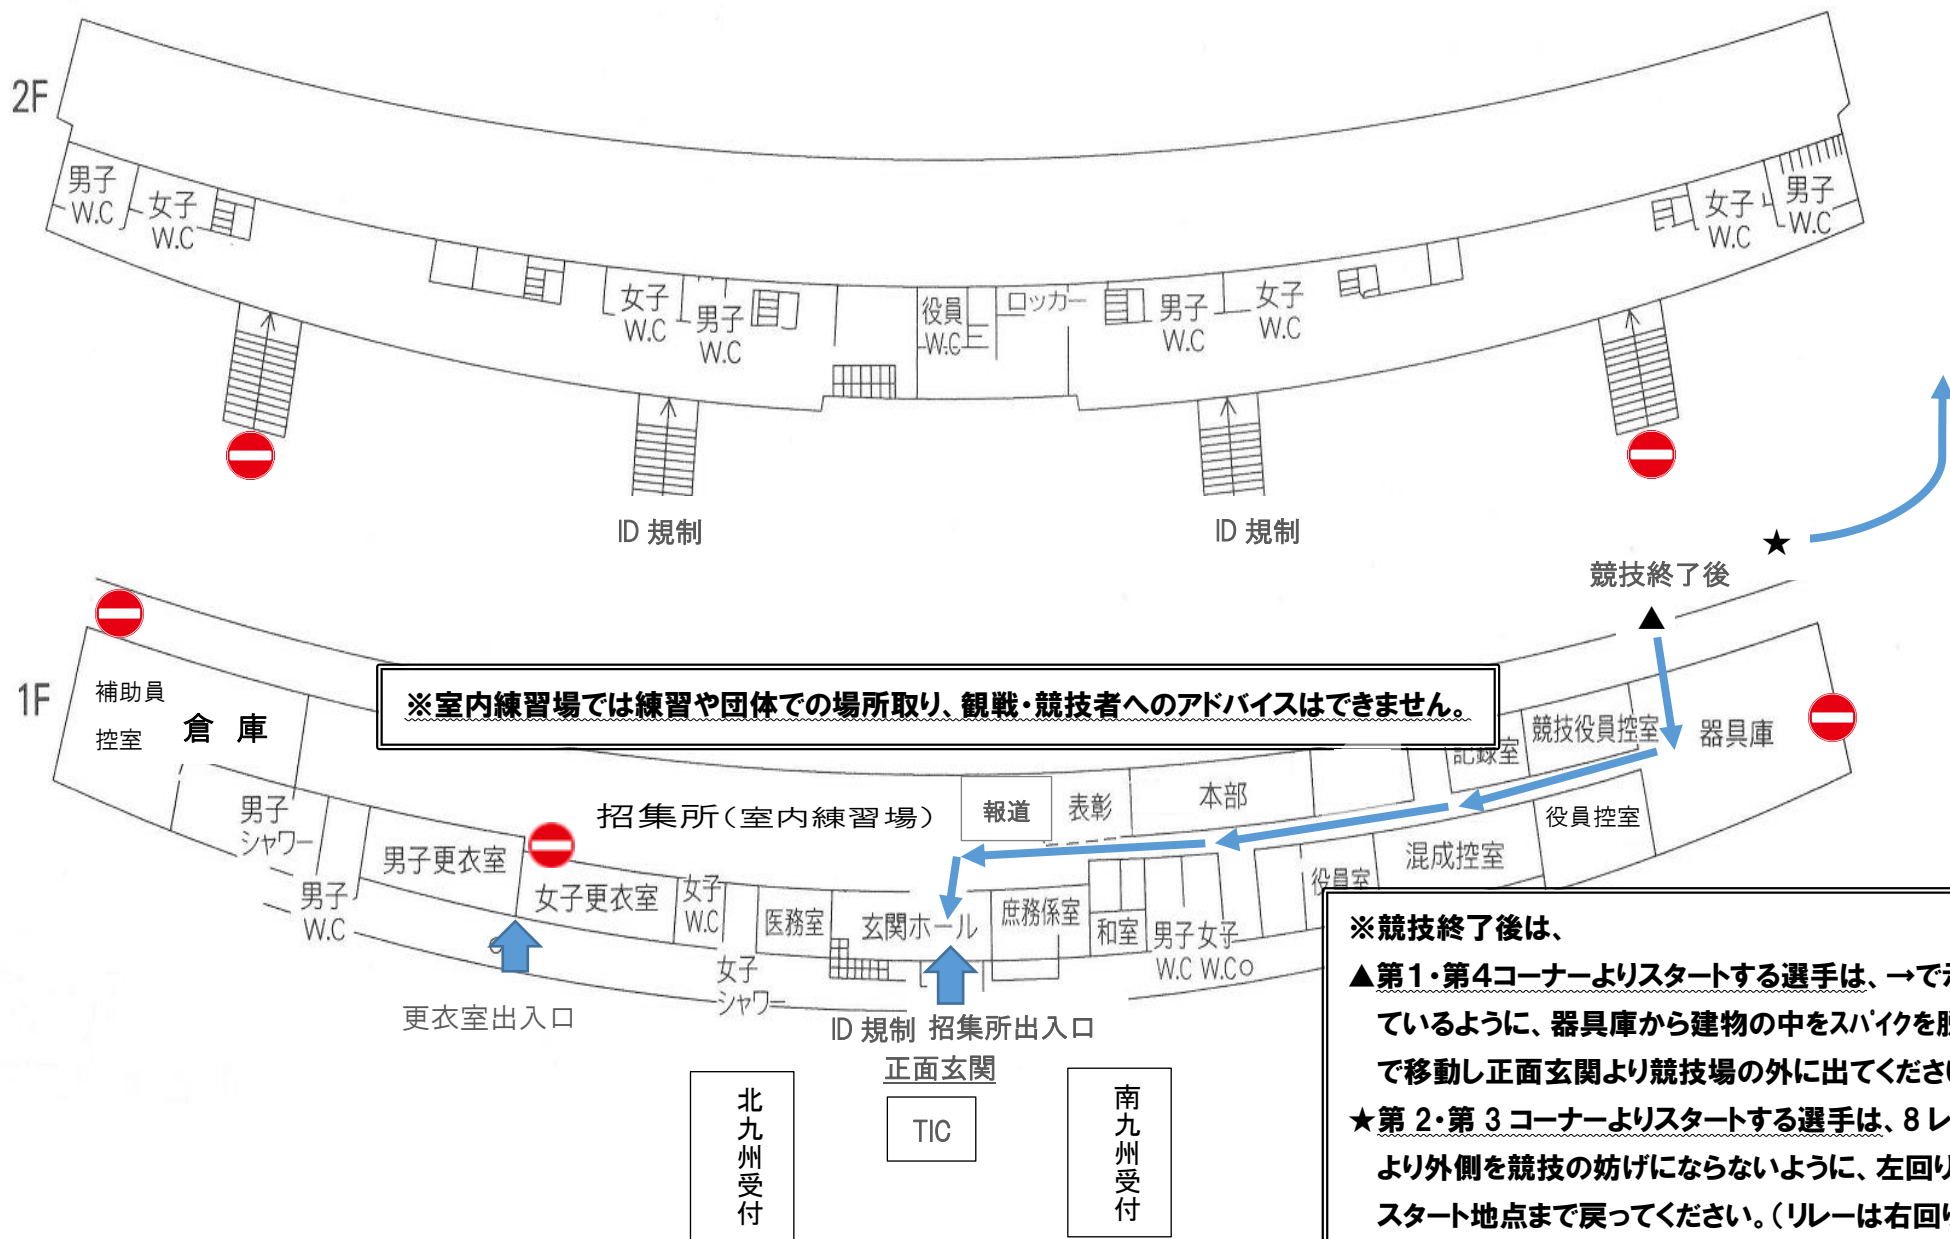 2F
男子
W.C
女子
W.C
女子
W.C
男子
W.C
役員
W.C
ロッカー
男子
W.C
女子
W.C
女子
W.C
男子
W.C
ID 規制
ID 規制
★
競技終了後
▲
1F
補助員
控室
倉 庫
※室内練習場では練習や団体での場所取り、観戦・競技者へのアドバイスはできません。
記録室
競技役員控室
器具庫
男子
シャワー
招集所（室内練習場）
報道
表彰
本部
役員控室
男子更衣室
混成控室
役員室
男子
W.C
女子更衣室
女子
W.C
医務室
玄関ホール
庶務係室
和室
男子
W.C
女子
W.C
女子
シャワー
更衣室出入口
ID 規制 招集所出入口
正面玄関
TIC
北九州受付
南九州受付
※競技終了後は、
▲第1・第4コーナーよりスタートする選手は、→で示
ているように、器具庫から建物の中をスパイクを脱
で移動し正面玄関より競技場の外に出てくださ
★第 2・第 3 コーナーよりスタートする選手は、8 レ
より外側を競技の妨げにならないように、左回り
スタート地点まで戻ってください。（リレーは右回り